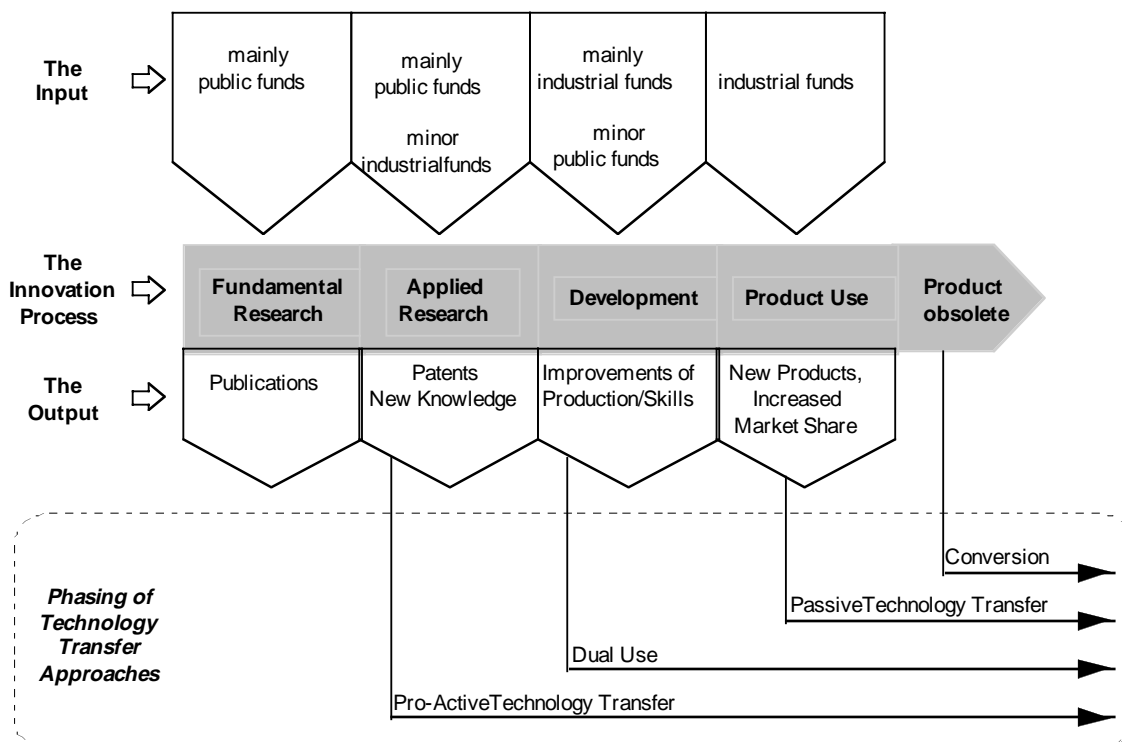 The
Input
mainly
public funds
mainly
public funds
minor
industrialfunds
mainly
industrial funds
minor
public funds
industrial funds
The
Innovation
Process
Fundamental
Research
Applied
Research
Development
Product Use
Product
obsolete
The
Output
Publications
Patents
New Knowledge
Improvements of
Production/Skills
New Products,
Increased
Market Share
Phasing of
Technology
Transfer
Approaches
Conversion
PassiveTechnology Transfer
Dual Use
Pro-ActiveTechnology Transfer